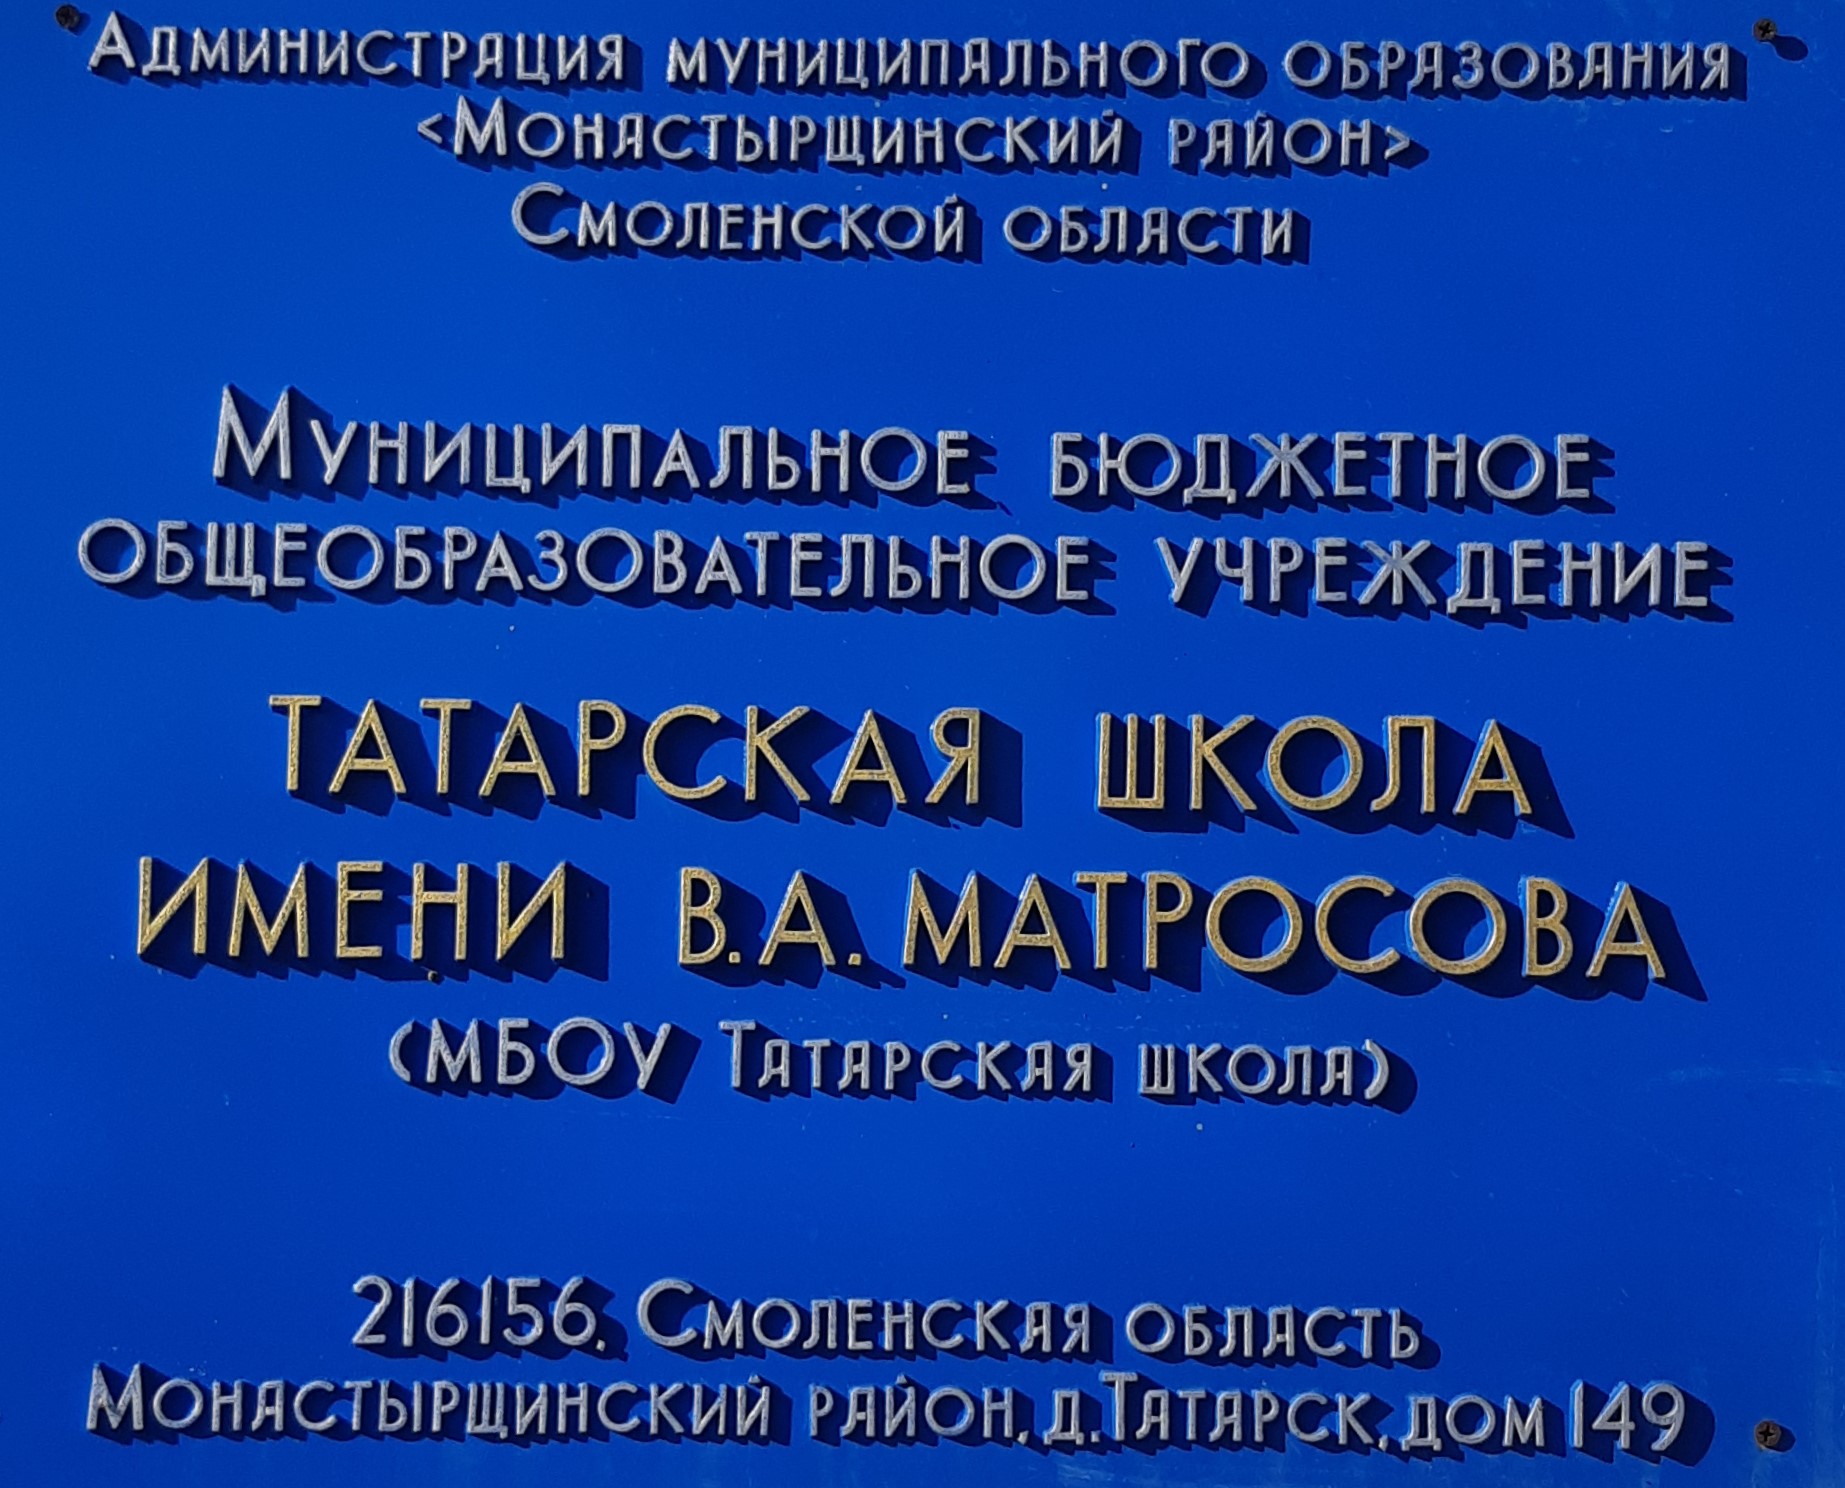 Администрация муниципального образования
<Монастырщинский район>
Смоленской области
Муниципальное бюджетное
общеобразовательное учреждение
ТАТАРСКАЯ ШКОЛА
ИМЕНИ В.А.МАТРОСОВА
(МБОУ Татарская школа)
216156, Смоленская область
Монастырщинский район, д.Татарск, дом 149